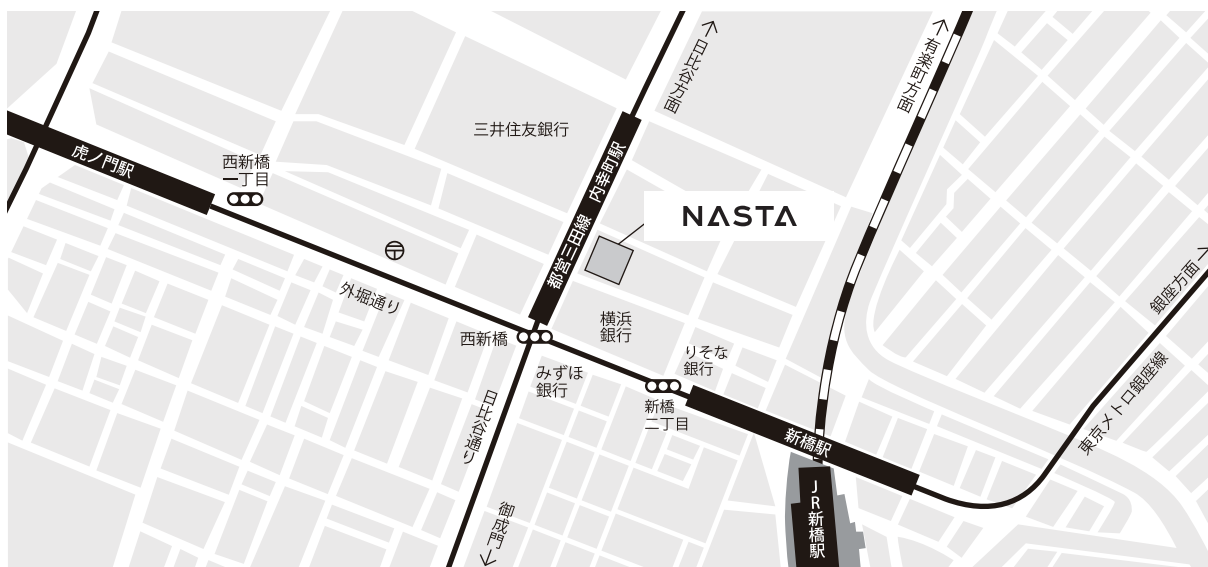 日比谷方面
有楽町方面
三井住友銀行
虎ノ門駅
西新橋
一丁目
都営三田線 内幸町駅
NASTA
外堀通り
西新橋
横浜
銀行
みずほ
銀行
りそな
銀行
新橋
二丁目
日比谷通り
新橋駅
JR新橋駅
御成門
銀座方面
東京メトロ銀座線